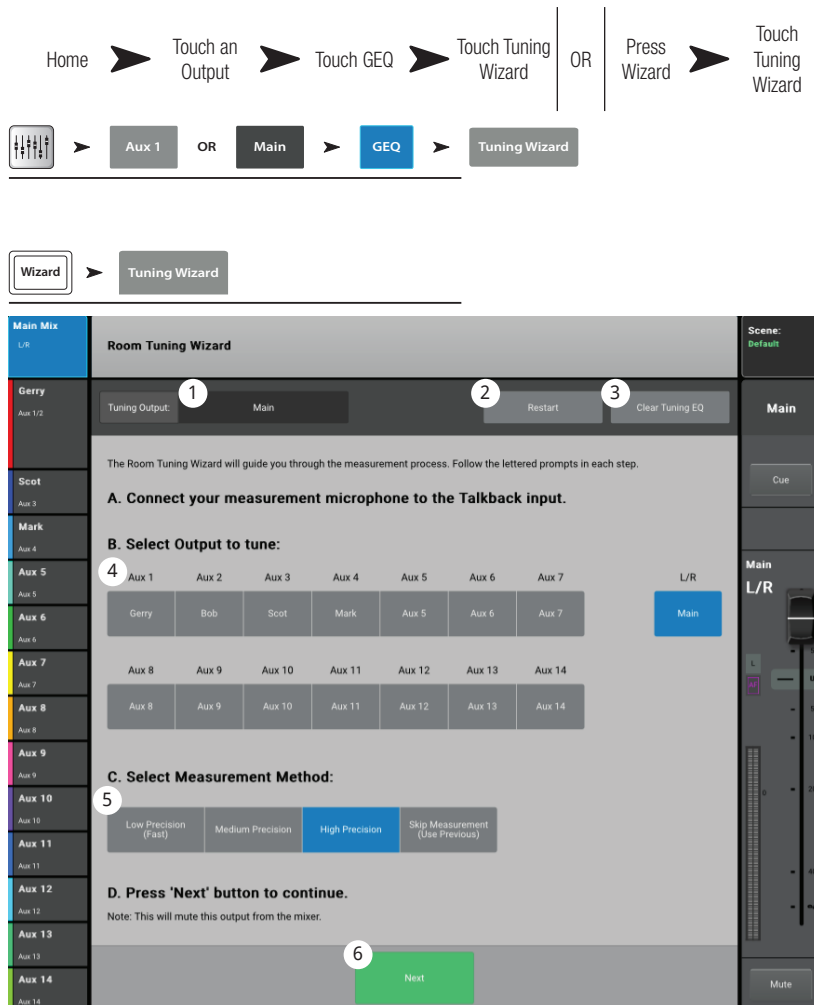 Home
Touch an
Output
Touch GEQ
Touch Tuning
Wizard
OR
Press
Wizard
Touch
Tuning
Wizard
Aux 1
OR
Main
GEQ
Tuning Wizard
Wizard
Tuning Wizard
Main Mix
L/R
Room Tuning Wizard
Scene:
Default
Gerry
Aux 1/2
Scot
Aux 3
Mark
Aux 4
Aux 5
Aux 5
Aux 6
Aux 6
Aux 7
Aux 7
Aux 8
Aux 8
Aux 9
Aux 9
Aux 10
Aux 10
Aux 11
Aux 11
Aux 12
Aux 12
Aux 13
Aux 13
Aux 14
Aux 14
Tuning Output:
1
Main
2
Restart
3
Clear Tuning EQ
The Room Tuning Wizard will guide you through the measurement process. Follow the lettered prompts in each step.
A. Connect your measurement microphone to the Talkback input.
B. Select Output to tune:
4
Aux 1 Aux 2 Aux 3 Aux 4 Aux 5 Aux 6 Aux 7 L/R
Gerry Bob Scot Mark Aux 5 Aux 6 Aux 7 Main
Aux 8 Aux 9 Aux 10 Aux 11 Aux 12 Aux 13 Aux 14
Aux 8 Aux 9 Aux 10 Aux 11 Aux 12 Aux 13 Aux 14
C. Select Measurement Method:
5
Low Precision
(Fast)
Medium Precision
High Precision
Skip Measurement
(Use Previous)
D. Press 'Next' button to continue.
Note: This will mute this output from the mixer.
6
Next
Main
Cue
Main
L/R
L
Mute